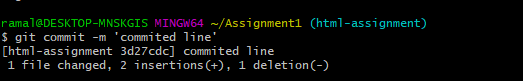 ramal@DESKTOP-MNSKGIS MINGW64 ~/Assignment1 (html-assignment)
$ git commit -m 'commited line'
[html-assignment 3d27cdc] commited line
 1 file changed, 2 insertions(+), 1 deletion(-)